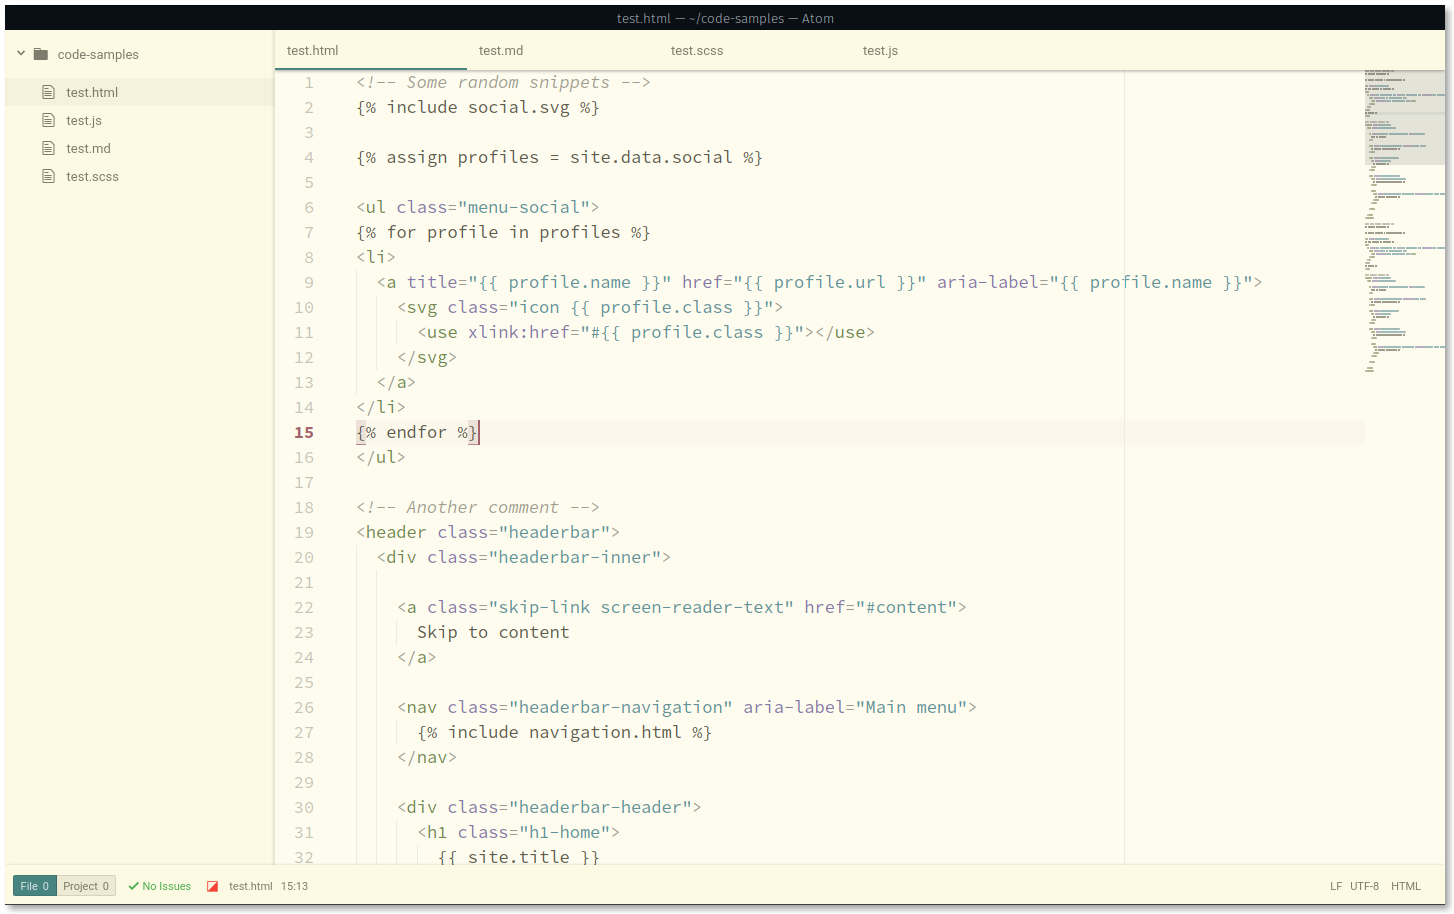 test.html — ~/code-samples — Atom
code-samples
test.html
test.js
test.md
test.scss
test.html test.md test.scss test.js
1 <!-- Some random snippets -->
2 {% include social.svg %}
3
4 {% assign profiles = site.data.social %}
5
6 <ul class="menu-social">
7 {% for profile in profiles %}
8 <li>
9 <a title="{{ profile.name }}" href="{{ profile.url }}" aria-label="{{ profile.name }}">
10 <svg class="icon {{ profile.class }}">
11 <use xlink:href="#{{ profile.class }}"></use>
12 </svg>
13 </a>
14 </li>
15 {% endfor %}
16 </ul>
17
18 <!-- Another comment -->
19 <header class="headerbar">
20 <div class="headerbar-inner">
21
22 <a class="skip-link screen-reader-text" href="#content">
23 Skip to content
24 </a>
25
26 <nav class="headerbar-navigation" aria-label="Main menu">
27 {% include navigation.html %}
28 </nav>
29
30 <div class="headerbar-header">
31 <h1 class="h1-home">
32 {{ site.title }}
File 0 Project 0 No Issues test.html 15:13 LF UTF-8 HTML